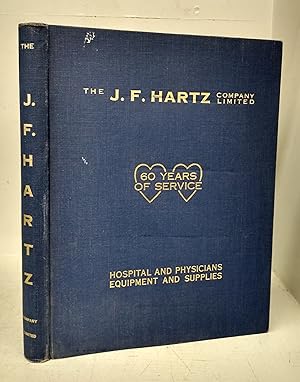 THE
J.
F.
H
A
R
T
Z
COMPANY
LIMITED
THE J. F. HARTZ COMPANY LIMITED
60 YEARS
OF SERVICE
HOSPITAL AND PHYSICIANS
EQUIPMENT AND SUPPLIES